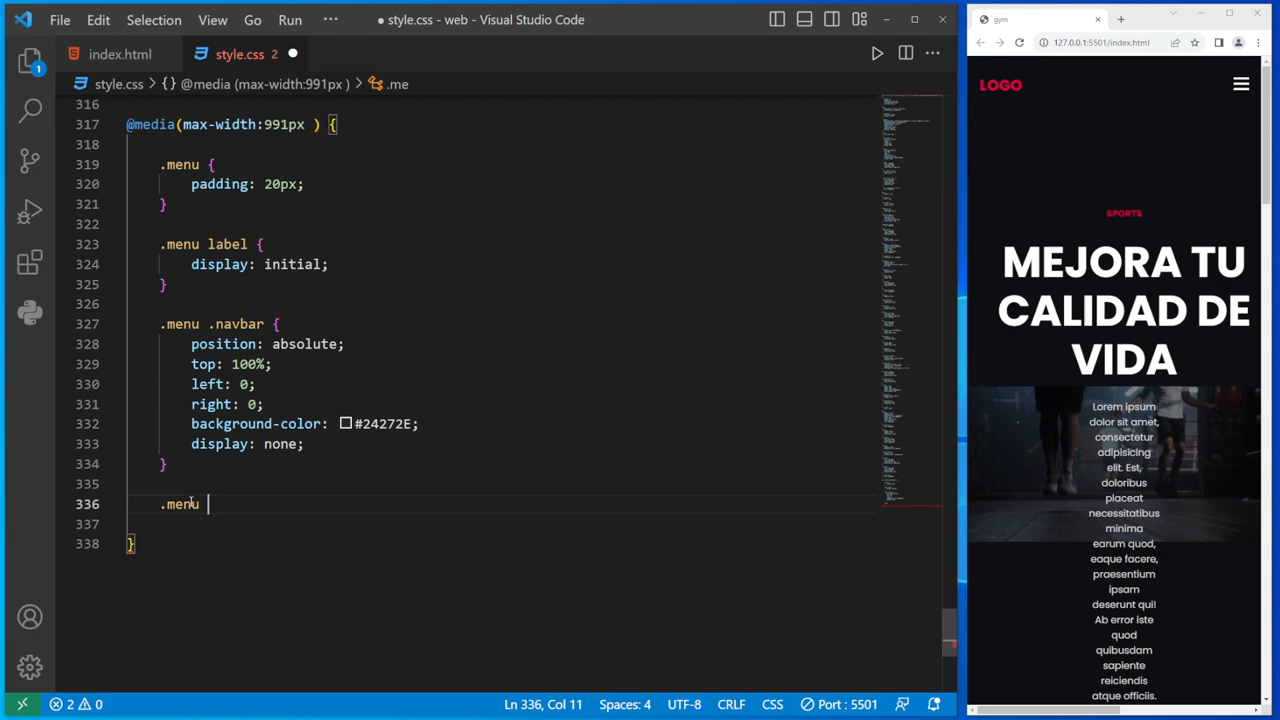 File Edit Selection View Go Run ··· ● style.css - web - Visual Studio Code
index.html style.css 2 ●
style.css > {} @media (max-width:991px ) > .me
316
317 @media(max-width:991px ) {
318
319 .menu {
320 padding: 20px;
321 }
322
323 .menu label {
324 display: initial;
325 }
326
327 .menu .navbar {
328 position: absolute;
329 top: 100%;
330 left: 0;
331 right: 0;
332 background-color: #24272E;
333 display: none;
334 }
335
336 .menu
337
338 }
1
2 0 Ln 336, Col 11 Spaces: 4 UTF-8 CRLF CSS Port : 5501
gym
127.0.0.1:5501/index.html
LOGO
SPORTS
MEJORA TU
CALIDAD DE
VIDA
Lorem ipsum
dolor sit amet,
consectetur
adipisicing
elit. Est,
doloribus
placeat
necessitatibus
minima
earum quod,
eaque facere,
praesentium
ipsam
deserunt qui!
Ab error iste
quod
quibusdam
sapiente
reiciendis
atque officiis.